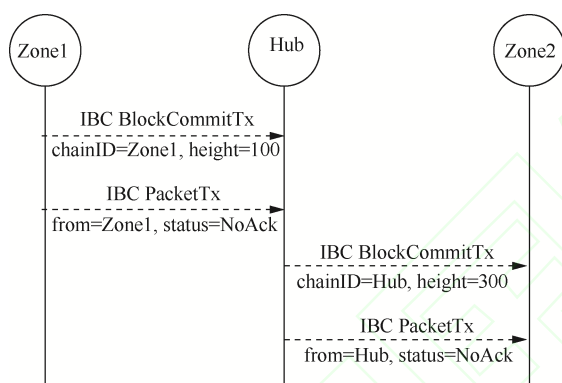 Zone1
Hub
Zone2
IBC BlockCommitTx
chainID=Zone1, height=100
IBC PacketTx
from=Zone1, status=NoAck
IBC BlockCommitTx
chainID=Hub, height=300
IBC PacketTx
from=Hub, status=NoAck